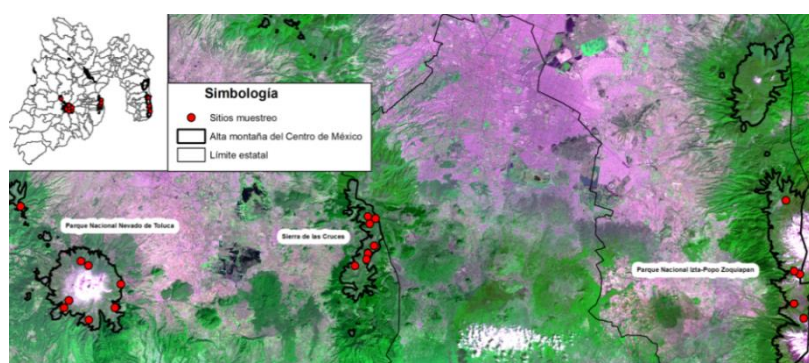 Simbología
Sitios muestreo
Alta montaña del Centro de México
Límite estatal
Parque Nacional Nevado de Toluca
Sierra de las Cruces
Parque Nacional Izta-Popo Zoquiapan